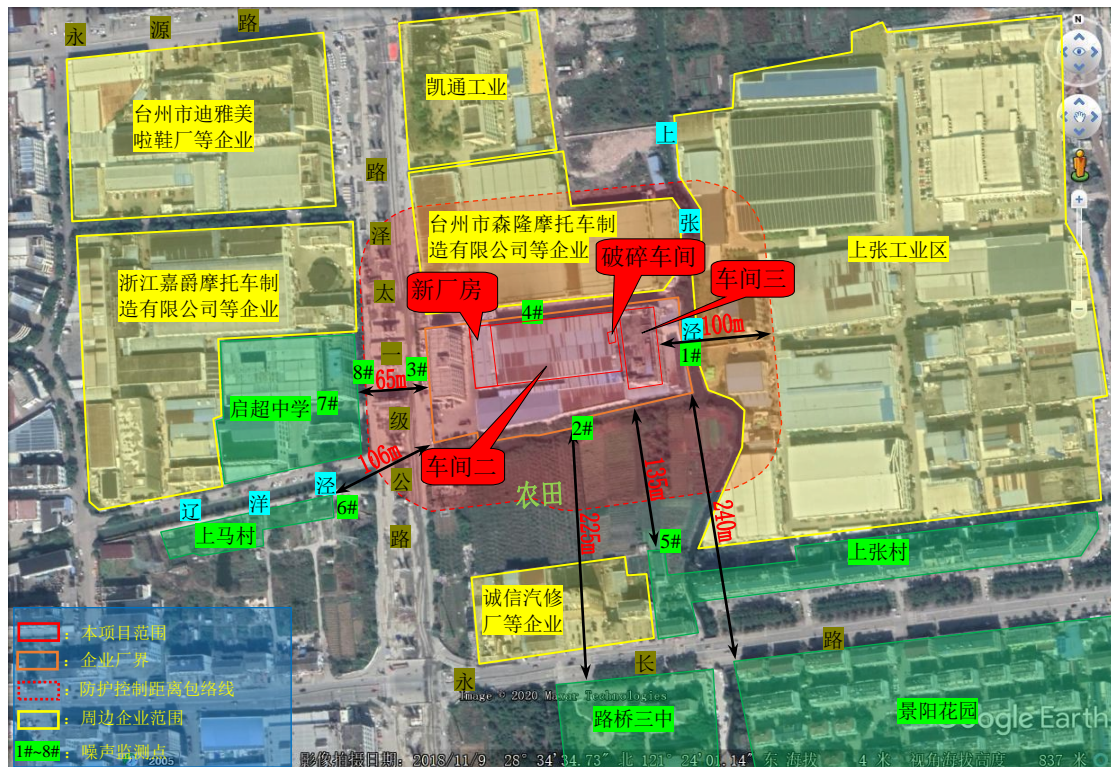 永 源 路
N
凯通工业
台州市迪雅美
啦鞋厂等企业
上
路
张
泽
台州市森隆摩托车制
造有限公司等企业
上张工业区
破碎车间
车间三
浙江嘉爵摩托车制
造有限公司等企业
太
新厂房
4#
泾
100m
1#
一
3#
8#
65m
启超中学
7#
级
2#
106m
车间二
135m
公
泾
农田
辽
洋
6#
240m
225m
上马村
路
5#
上张村
诚信汽修
厂等企业
路
长
永
:本项目范围
:企业厂界
:防护控制距离包络线
:周边企业范围
1#~8#
:噪声监测点
Image © 2020 Maxar Technologies
路桥三中
景阳花园
Google Earth
2005
影像拍摄日期: 2018/11/9 28°34'34.73" 北 121°24'01.14" 东 海拔 4 米 视角海拔高度 837 米